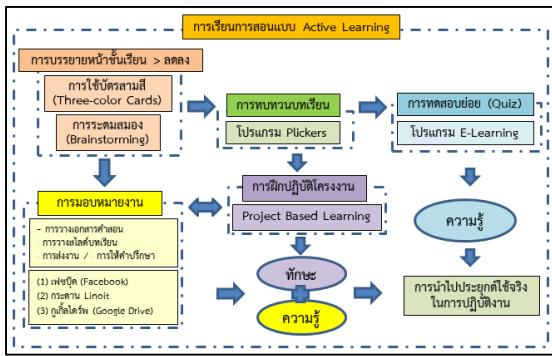 การเรียนการสอนแบบ Active Learning
การบรรยายหน้าชั้นเรียน > ลดลง
การใช้บัตรสามสี
(Three-color Cards)
การระดมสมอง
(Brainstorming)
การทบทวนบทเรียน
โปรแกรม Plickers
การทดสอบย่อย (Quiz)
โปรแกรม E-Learning
การมอบหมายงาน
- การวางเอกสารคำสอน
การวางสไลด์บทเรียน
การส่งงาน / การให้คำปรึกษา
(1) เฟซบุ๊ค (Facebook)
(2) กระดาน Linoit
(3) กูเกิ้ลไดร์ฟ (Google Drive)
การฝึกปฏิบัติโครงงาน
Project Based Learning
ทักษะ
ความรู้
ความรู้
การนำไปประยุกต์ใช้จริง
ในการปฏิบัติงาน